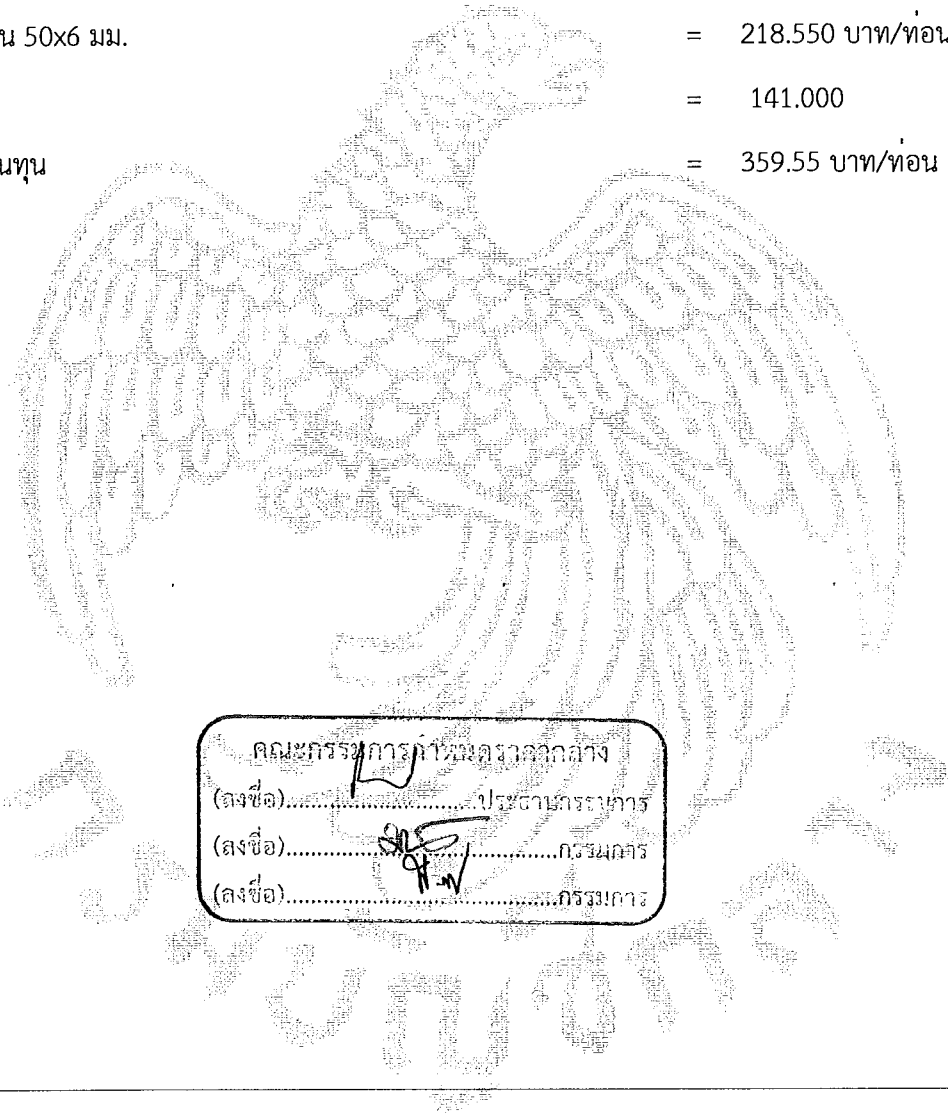 น 50x6 มม. = 218.550 บาท/ท่อน
= 141.000
นทุน = 359.55 บาท/ท่อน
คณะกรรมการกำหนดราคากลาง
(ลงชื่อ)..............................ประธานกรรมการ
(ลงชื่อ)..........................................กรรมการ
(ลงชื่อ)..........................................กรรมการ